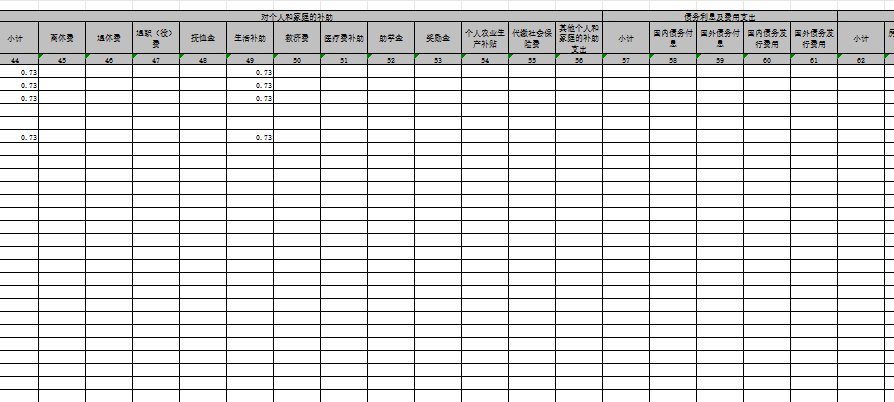 对个人和家庭的补助 债务利息及费用支出
小计 离休费 退休费 退职（役）费 抚恤金 生活补助 救济费 医疗费补助 助学金 奖励金 个人农业生产补贴 代缴社会保险费 其他个人和家庭的补助支出 小计 国内债务付息 国外债务付息 国内债务发行费用 国外债务发行费用 小计
44 45 46 47 48 49 50 51 52 53 54 55 56 57 58 59 60 61 62
0.73 0.73
0.73 0.73
0.73 0.73
0.73 0.73